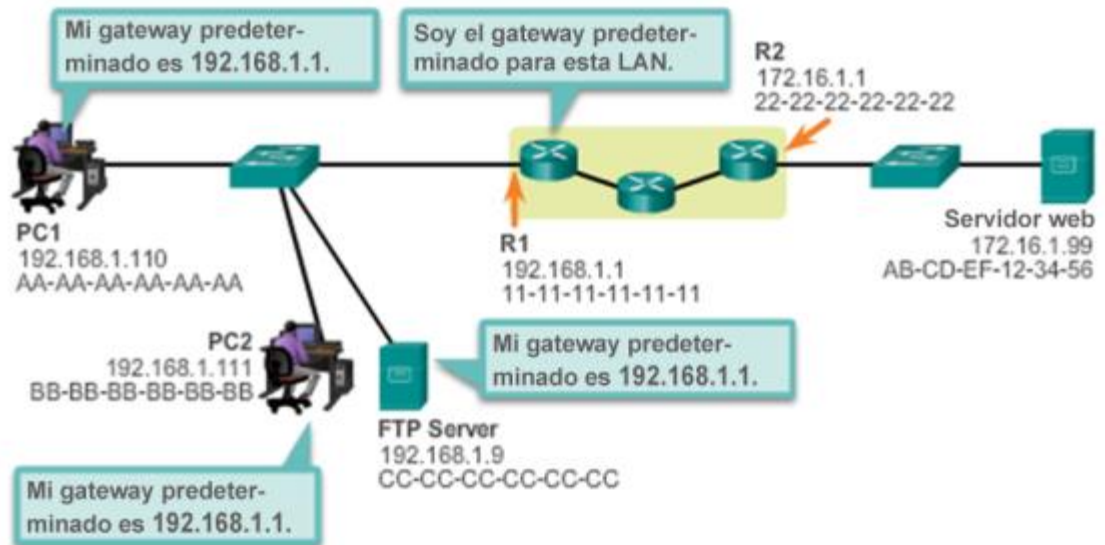 Mi gateway predeter-
minado es 192.168.1.1.
Soy el gateway predeter-
minado para esta LAN.
R2
172.16.1.1
22-22-22-22-22-22
PC1
192.168.1.110
AA-AA-AA-AA-AA-AA
R1
192.168.1.1
11-11-11-11-11-11
Servidor web
172.16.1.99
AB-CD-EF-12-34-56
PC2
192.168.1.111
BB-BB-BB-BB-BB-BB
Mi gateway predeter-
minado es 192.168.1.1.
FTP Server
192.168.1.9
CC-CC-CC-CC-CC-CC
Mi gateway predeter-
minado es 192.168.1.1.